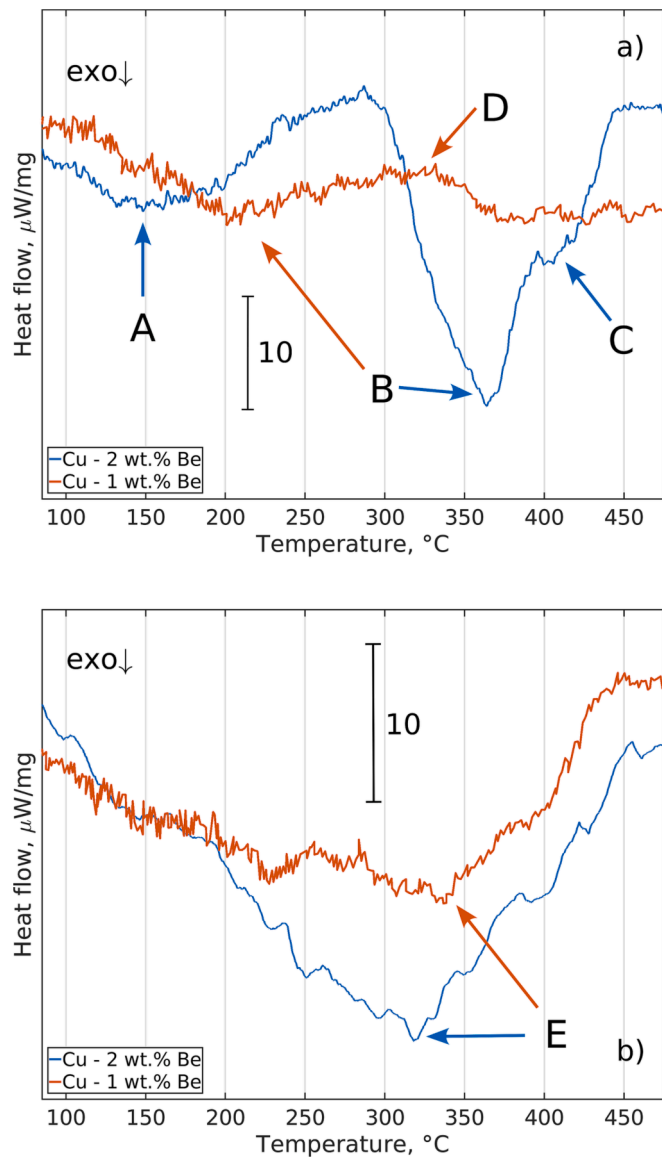 a)
exo↓
D
A
10
C
B
Heat flow, μW/mg
Cu - 2 wt.% Be
Cu - 1 wt.% Be
100 150 200 250 300 350 400 450
Temperature, °C
exo↓
10
Heat flow, μW/mg
E
b)
Cu - 2 wt.% Be
Cu - 1 wt.% Be
100 150 200 250 300 350 400 450
Temperature, °C